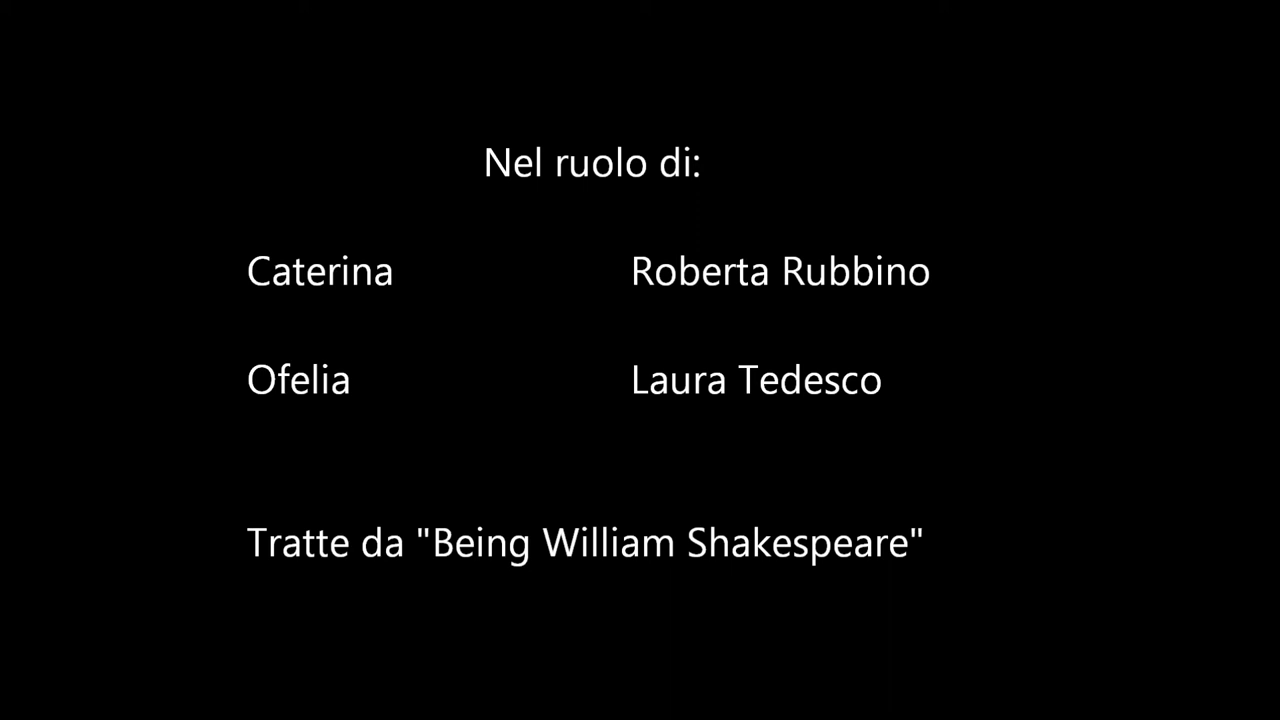 Nel ruolo di:
Caterina Roberta Rubbino
Ofelia Laura Tedesco
Tratte da "Being William Shakespeare"